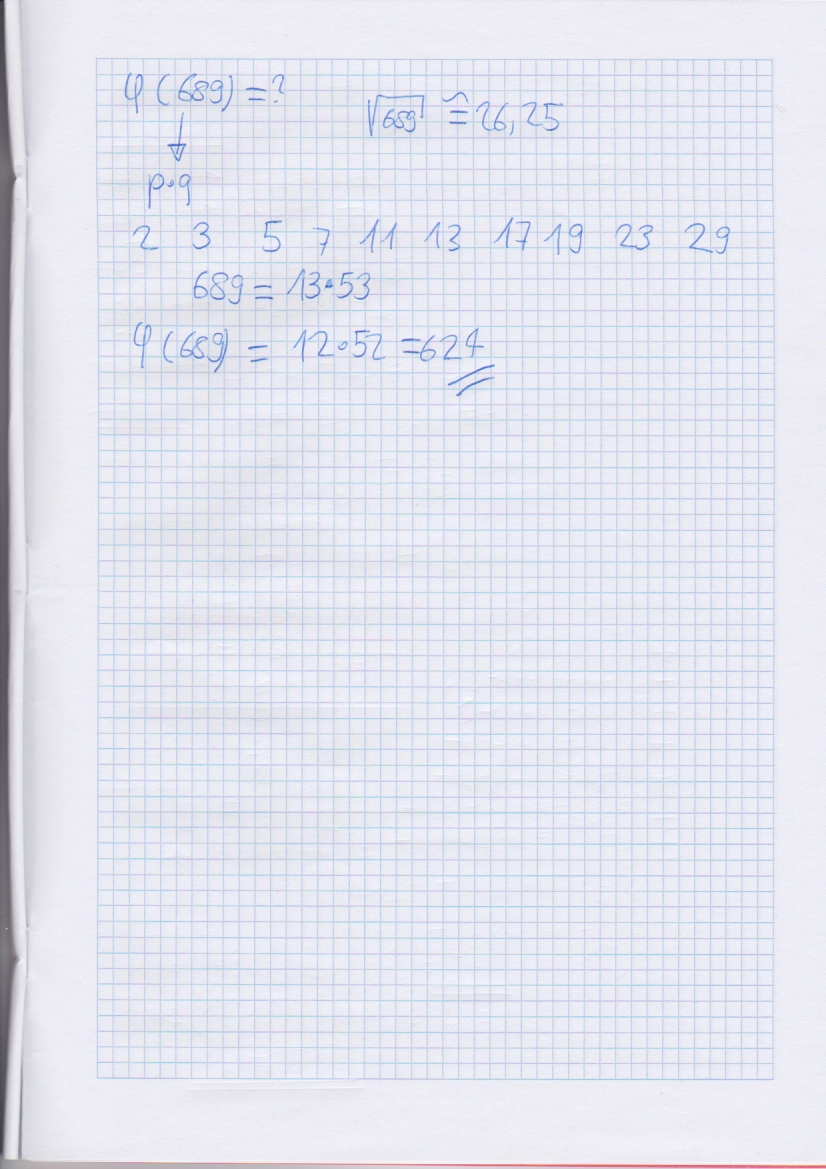 φ(689) = ?
√689 ≅ 26,25
p·q
2 3 5 7 11 13 17 19 23 29
689 = 13·53
φ(689) = 12·52 = 624